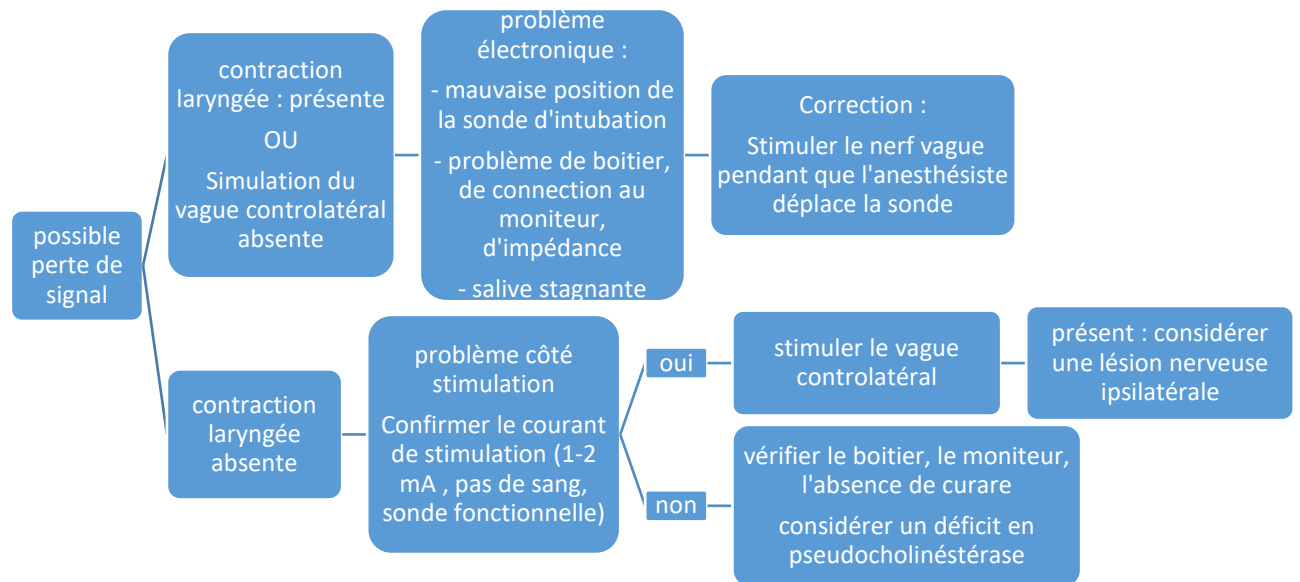 possible
perte de
signal
contraction
laryngée : présente
OU
Simulation du
vague controlatéral
absente
problème
électronique :
- mauvaise position de
la sonde d'intubation
- problème de boitier,
de connection au
moniteur,
d'impédance
- salive stagnante
Correction :
Stimuler le nerf vague
pendant que l'anesthésiste
déplace la sonde
contraction
laryngée
absente
problème côté
stimulation
Confirmer le courant
de stimulation (1-2
mA , pas de sang,
sonde fonctionnelle)
oui
stimuler le vague
controlatéral
présent : considérer
une lésion nerveuse
ipsilatérale
non
vérifier le boitier, le moniteur,
l'absence de curare
considérer un déficit en
pseudocholinéstérase